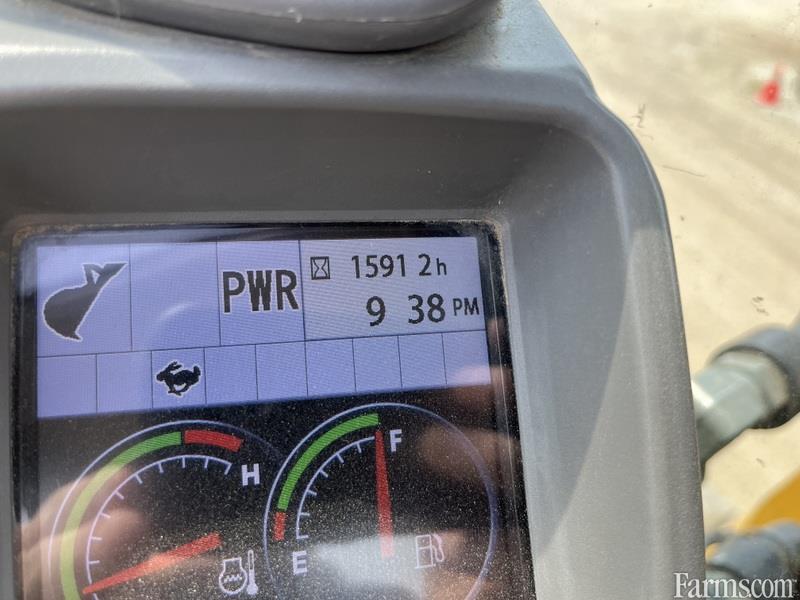 PWR
1591 2h
9 38 PM
H
F
E
Farms.com